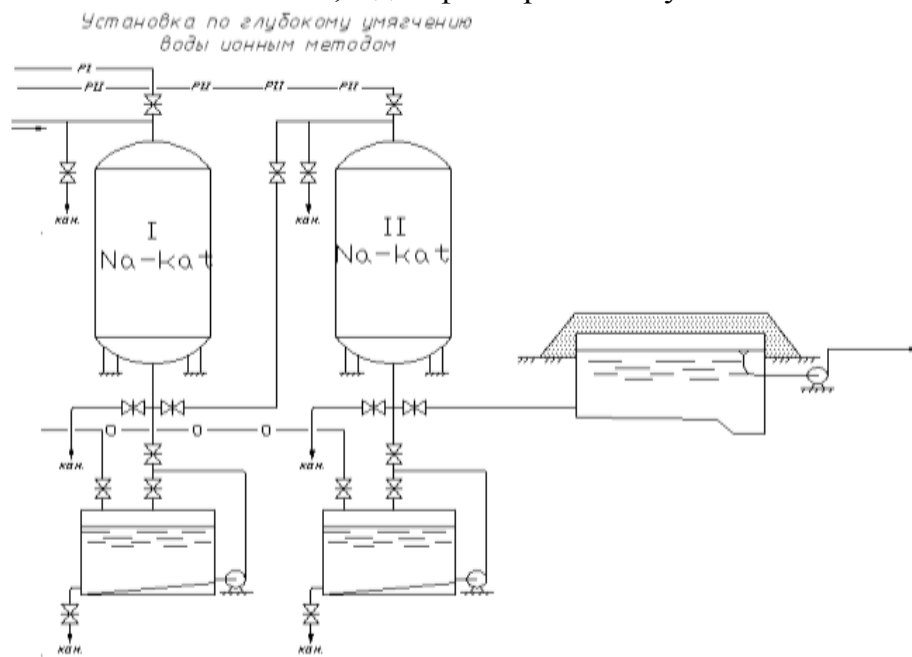 Установка по глубокому умягчению
воды ионным методом
РI
РII РII РII РII
кан.
кан.
I
Na-kat
II
Na-kat
кан.
кан.
О О О
кан.
кан.